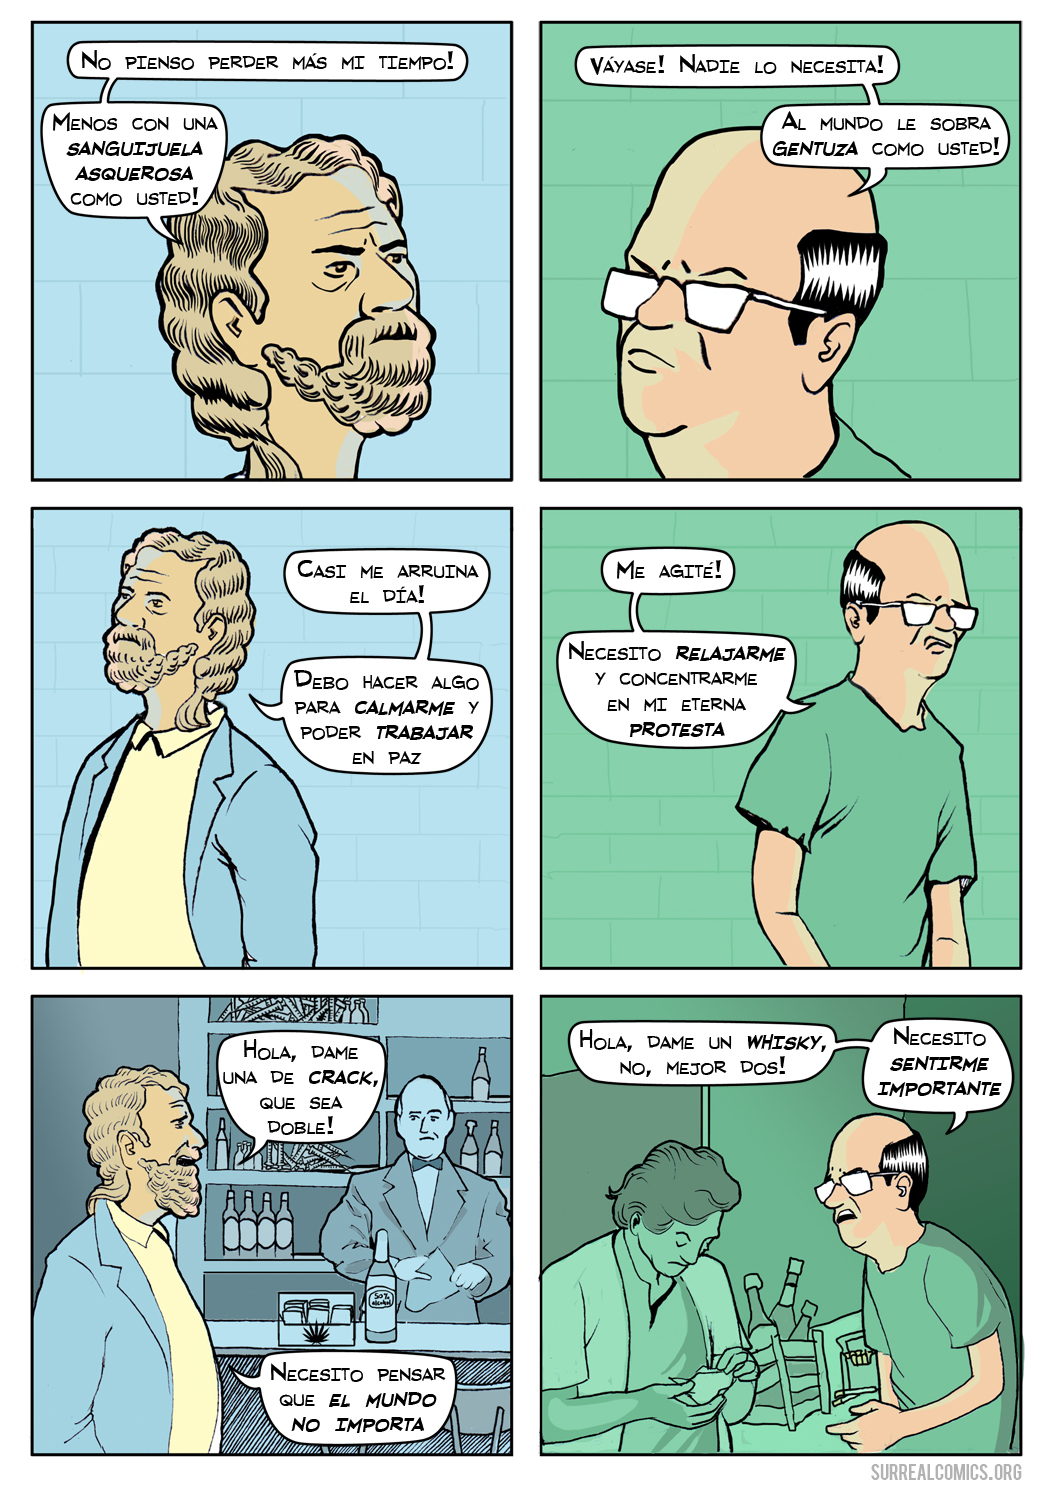 No pienso perder más mi tiempo!
Menos con una
sanguijuela
asquerosa
como usted!
Váyase! Nadie lo necesita!
Al mundo le sobra
gentuza como usted!
Casi me arruina
el día!
Debo hacer algo
para calmarme y
poder trabajar
en paz
Me agité!
Necesito relajarme
y concentrarme
en mi eterna
protesta
Hola, dame
una de crack,
que sea
doble!
50%
alcohol
Necesito pensar
que el mundo
no importa
Hola, dame un whisky,
no, mejor dos!
Necesito
sentirme
importante
SURREALCOMICS.ORG